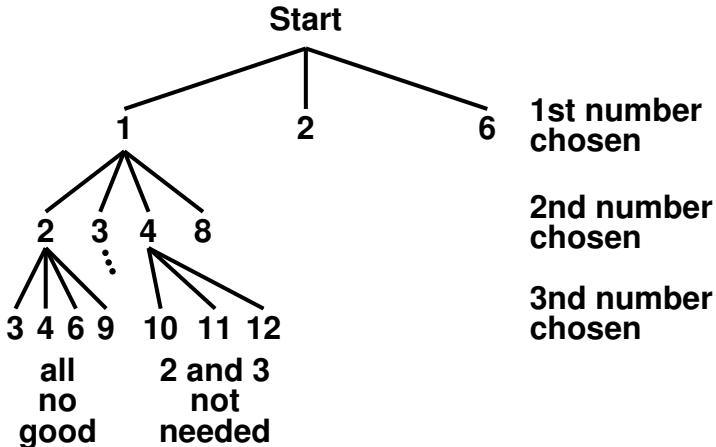 Start
1 2 6
1st number
chosen
2 3 4 8
2nd number
chosen
3 4 6 9 10 11 12
3nd number
chosen
all
no
good
2 and 3
not
needed